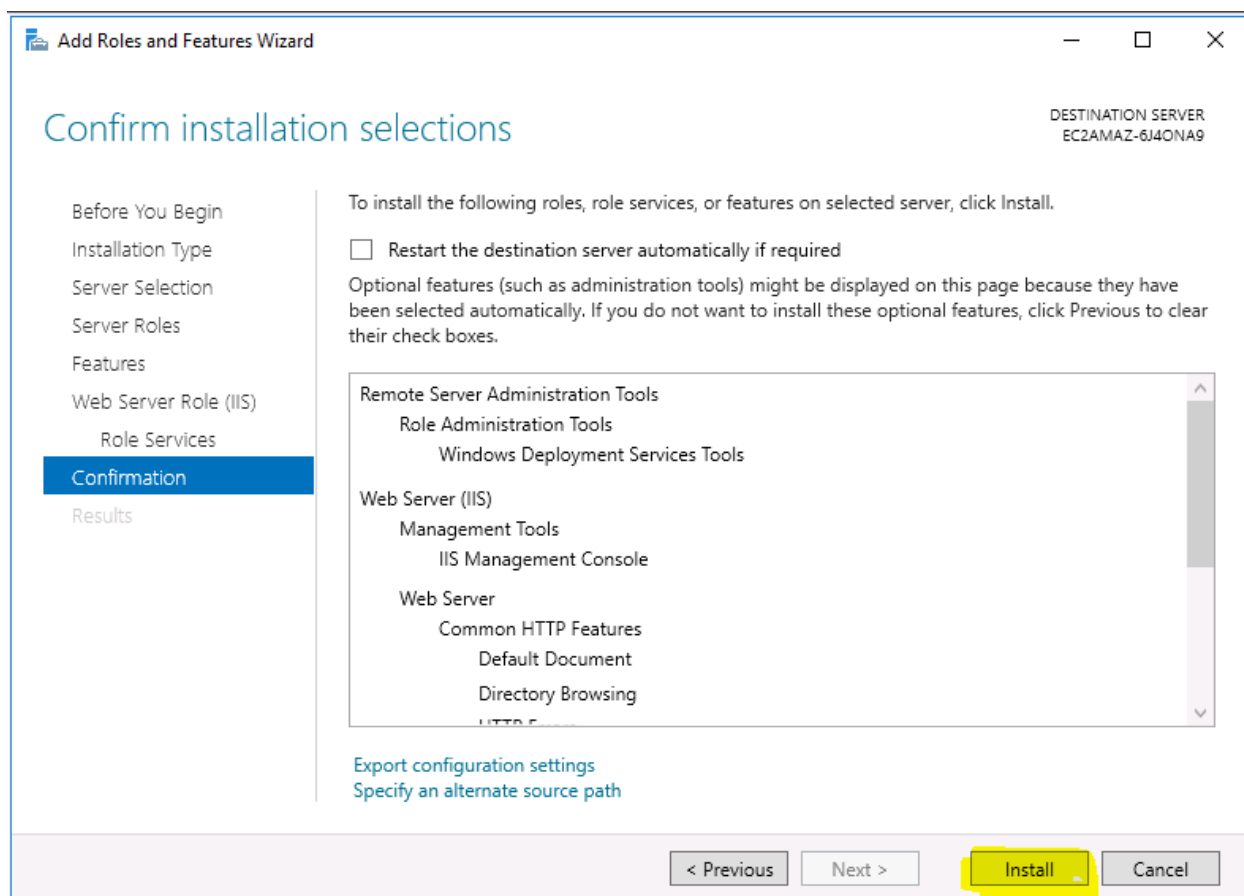 Add Roles and Features Wizard
Confirm installation selections
DESTINATION SERVER
EC2AMAZ-6J4ONA9
Before You Begin
Installation Type
Server Selection
Server Roles
Features
Web Server Role (IIS)
Role Services
Confirmation
Results
To install the following roles, role services, or features on selected server, click Install.
Restart the destination server automatically if required
Optional features (such as administration tools) might be displayed on this page because they have
been selected automatically. If you do not want to install these optional features, click Previous to clear
their check boxes.
Remote Server Administration Tools
Role Administration Tools
Windows Deployment Services Tools
Web Server (IIS)
Management Tools
IIS Management Console
Web Server
Common HTTP Features
Default Document
Directory Browsing
Export configuration settings
Specify an alternate source path
< Previous
Next >
Install
Cancel